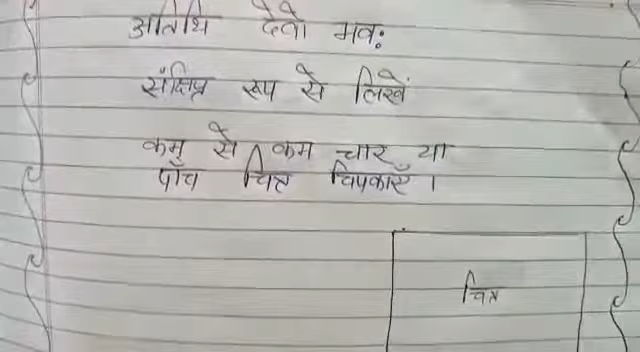 अतिथि देवो भवः
संक्षिप्त रूप से लिखें
कम से कम चार या
पाँच चित्र चिपकाएँ ।
चित्र